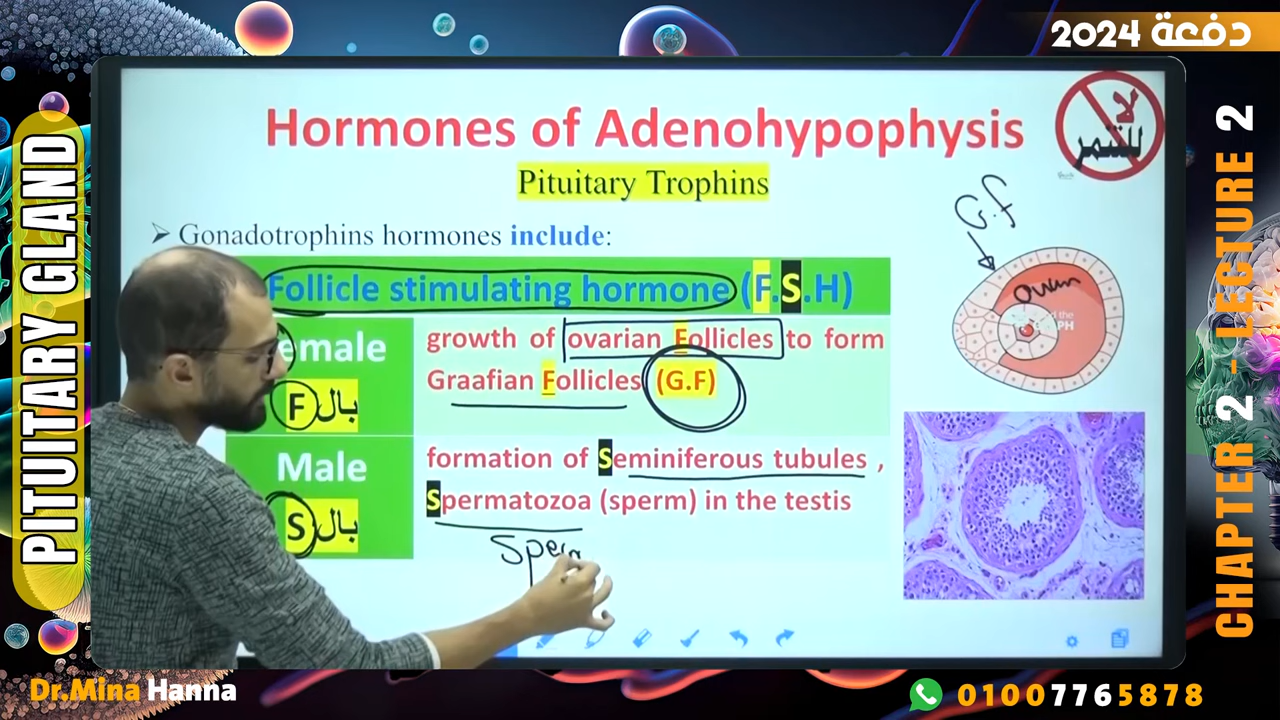 دفعة 2024
PITUITARY GLAND
CHAPTER 2 - LECTURE 2
Hormones of Adenohypophysis
لا
للتنمر
Pituitary Trophins
➢ Gonadotrophins hormones include:
Follicle stimulating hormone (F.S.H)
emale
بال F
growth of ovarian Follicles to form
Graafian Follicles (G.F)
Male
بال S
formation of Seminiferous tubules ,
Spermatozoa (sperm) in the testis
Sper
G.F
Ovum
Dr.Mina Hanna
01007765878